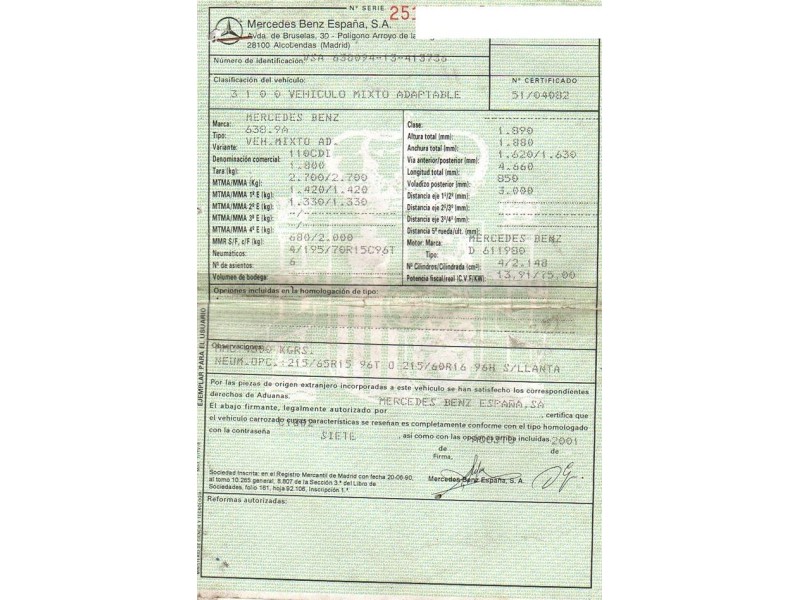 Nº SERIE 251
Mercedes Benz España, S.A.
Avda. de Bruselas, 30 - Polígono Arroyo de la
28100 Alcobendas (Madrid)
Número de identificación: VSA 638094-13-413736
Clasificación del vehículo: Nº CERTIFICADO
3 1 0 0 VEHICULO MIXTO ADAPTABLE 51/04082
Marca: MERCEDES BENZ
Tipo: 638.9A
Variante: VEH.MIXTO AD.
Denominación comercial: 110CDI
Tara (kg): 1.800
MTMA/MMA (Kg): 2.700/2.700
MTMA/MMA 1º E (kg): 1.420/1.420
MTMA/MMA 2º E (kg): 1.330/1.330
MTMA/MMA 3º E (kg): -/-
MTMA/MMA 4º E (kg): -/-
MMR S/F, c/F (kg): 680/2.000
Neumáticos: 4/195/70R15C96T
Nº de asientos: 6
Volumen de bodega:
Clase:
Altura total (mm): 1.890
Anchura total (mm): 1.880
Via anterior/posterior (mm): 1.620/1.630
Longitud total (mm): 4.660
Voladizo posterior (mm): 850
Distancia eje 1º/2º (mm): 3.000
Distancia eje 2º/3º (mm):
Distancia eje 3º/4º (mm):
Distancia 5ª rueda/ult. (mm):
Motor: Marca: MERCEDES BENZ
Tipo: D 611980
Nº Cilindros/Cilindrada (cm³): 4/2.148
Potencia fiscal/real (C.V.F/KW): 13,91/75.00
Opciones incluidas en la homologación de tipo:
Observaciones:
MMC 4500 KGRS.
NEUM.OPC.:215/65R15 96T O 215/60R16 96H S/LLANTA
Por las piezas de origen extranjero incorporadas a este vehículo se han satisfecho los correspondientes
derechos de Aduanas. MERCEDES BENZ ESPAÑA,SA
El abajo firmante, legalmente autorizado por , certifica que
el vehículo carrozado cuyas características se reseñan es completamente conforme con el tipo homologado
con la contraseña , así como con las opciones arriba incluidas.
SIETE de AGOSTO de 2001
Firma,
Mercedes Benz España, S. A.
Sociedad Inscrita: en el Registro Mercantil de Madrid con fecha 20-06-90,
al tomo 10.265 general, 8.807 de la Sección 3.ª del Libro de
Sociedades, folio 161, hoja 92.106, Inscripción 1.ª
Reformas autorizadas:
EJEMPLAR PARA EL USUARIO